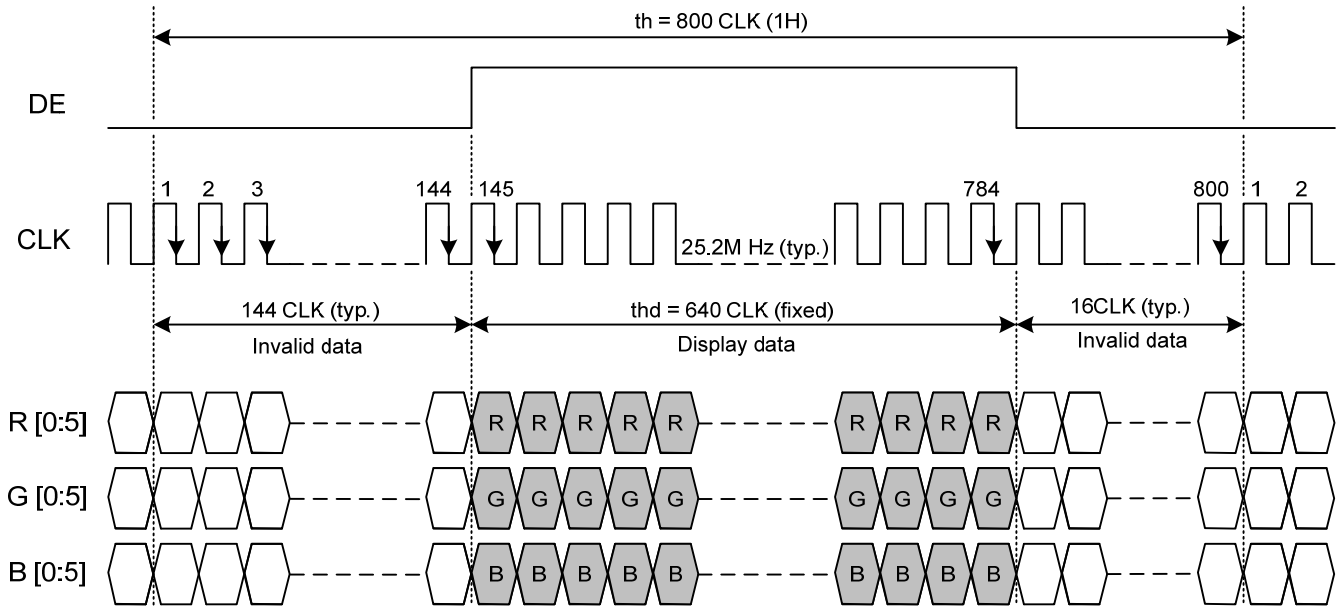 th = 800 CLK (1H)
DE
1 2 3 144 145 784 800 1 2
CLK
25.2M Hz (typ.)
144 CLK (typ.) thd = 640 CLK (fixed) 16CLK (typ.)
Invalid data Display data Invalid data
R [0:5] R R R R R R R R R
G [0:5] G G G G G G G G G
B [0:5] B B B B B B B B B